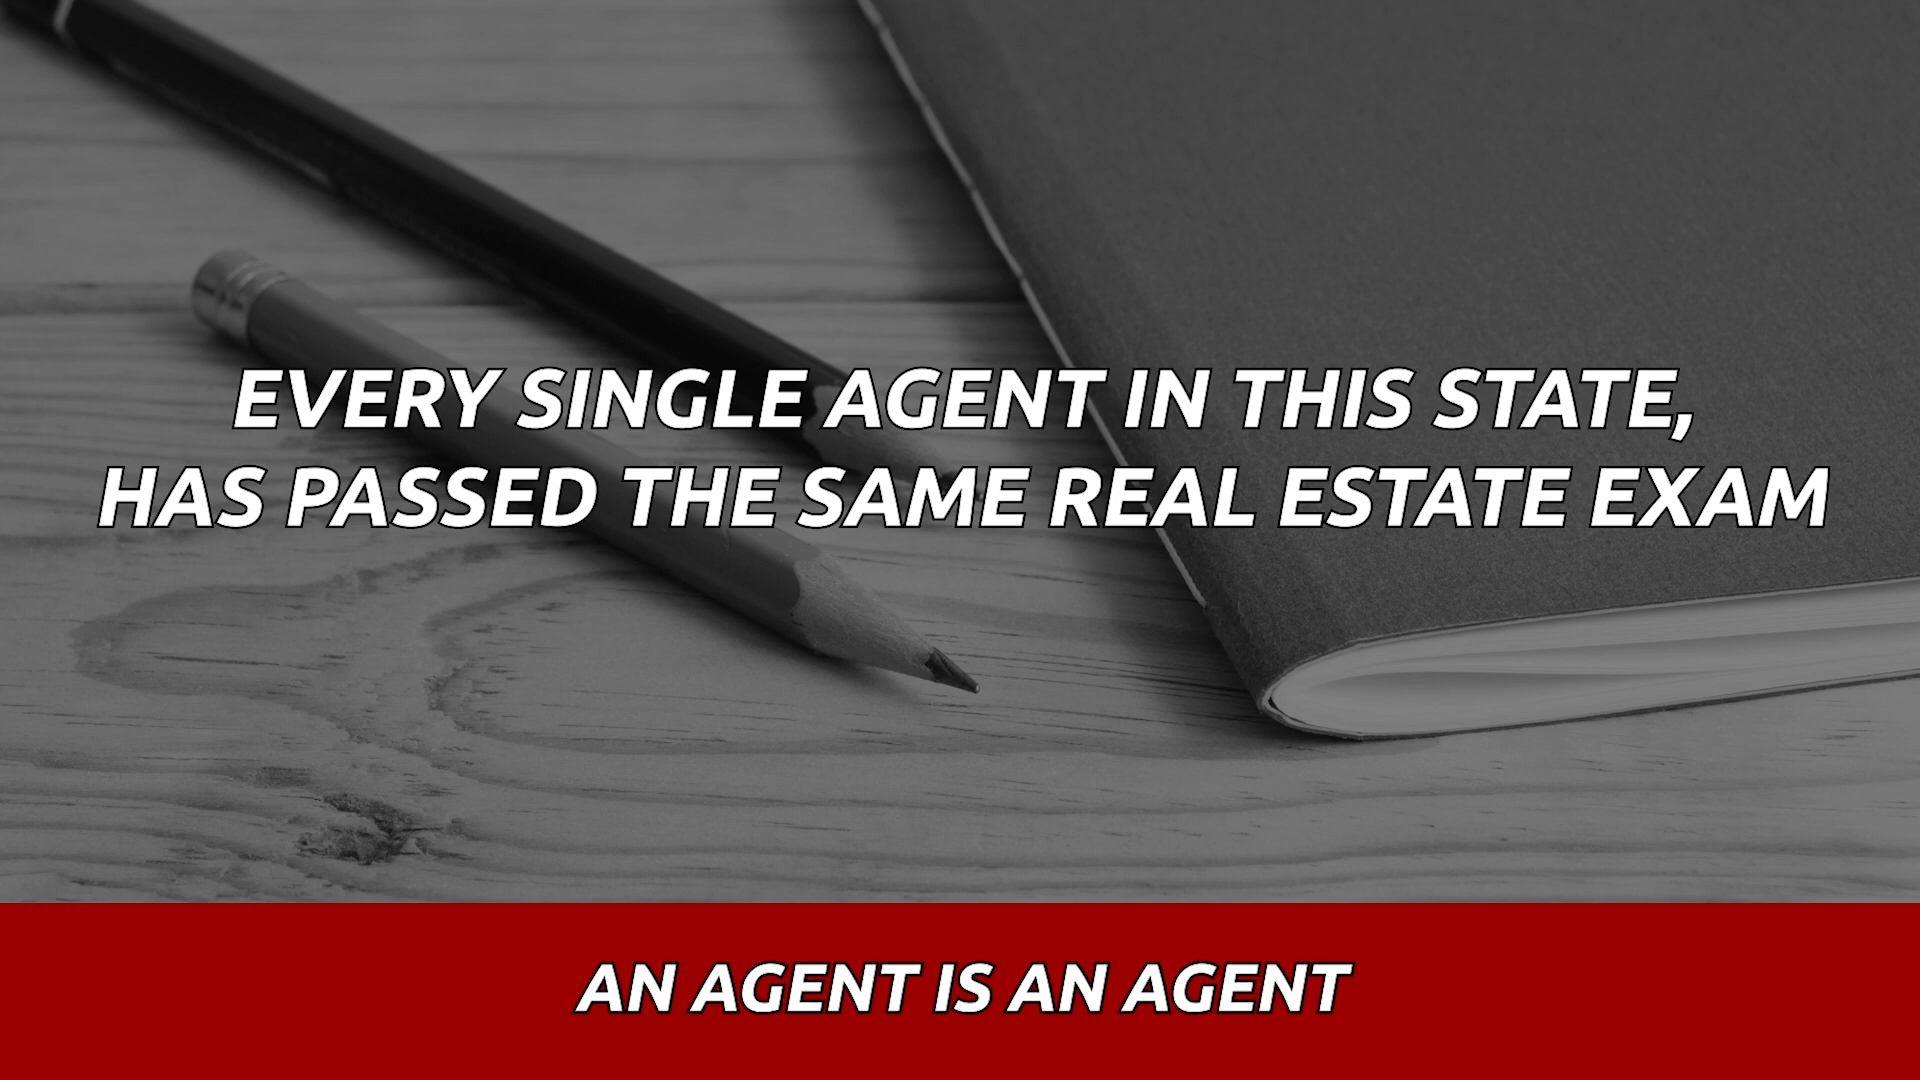 EVERY SINGLE AGENT IN THIS STATE,
HAS PASSED THE SAME REAL ESTATE EXAM
AN AGENT IS AN AGENT